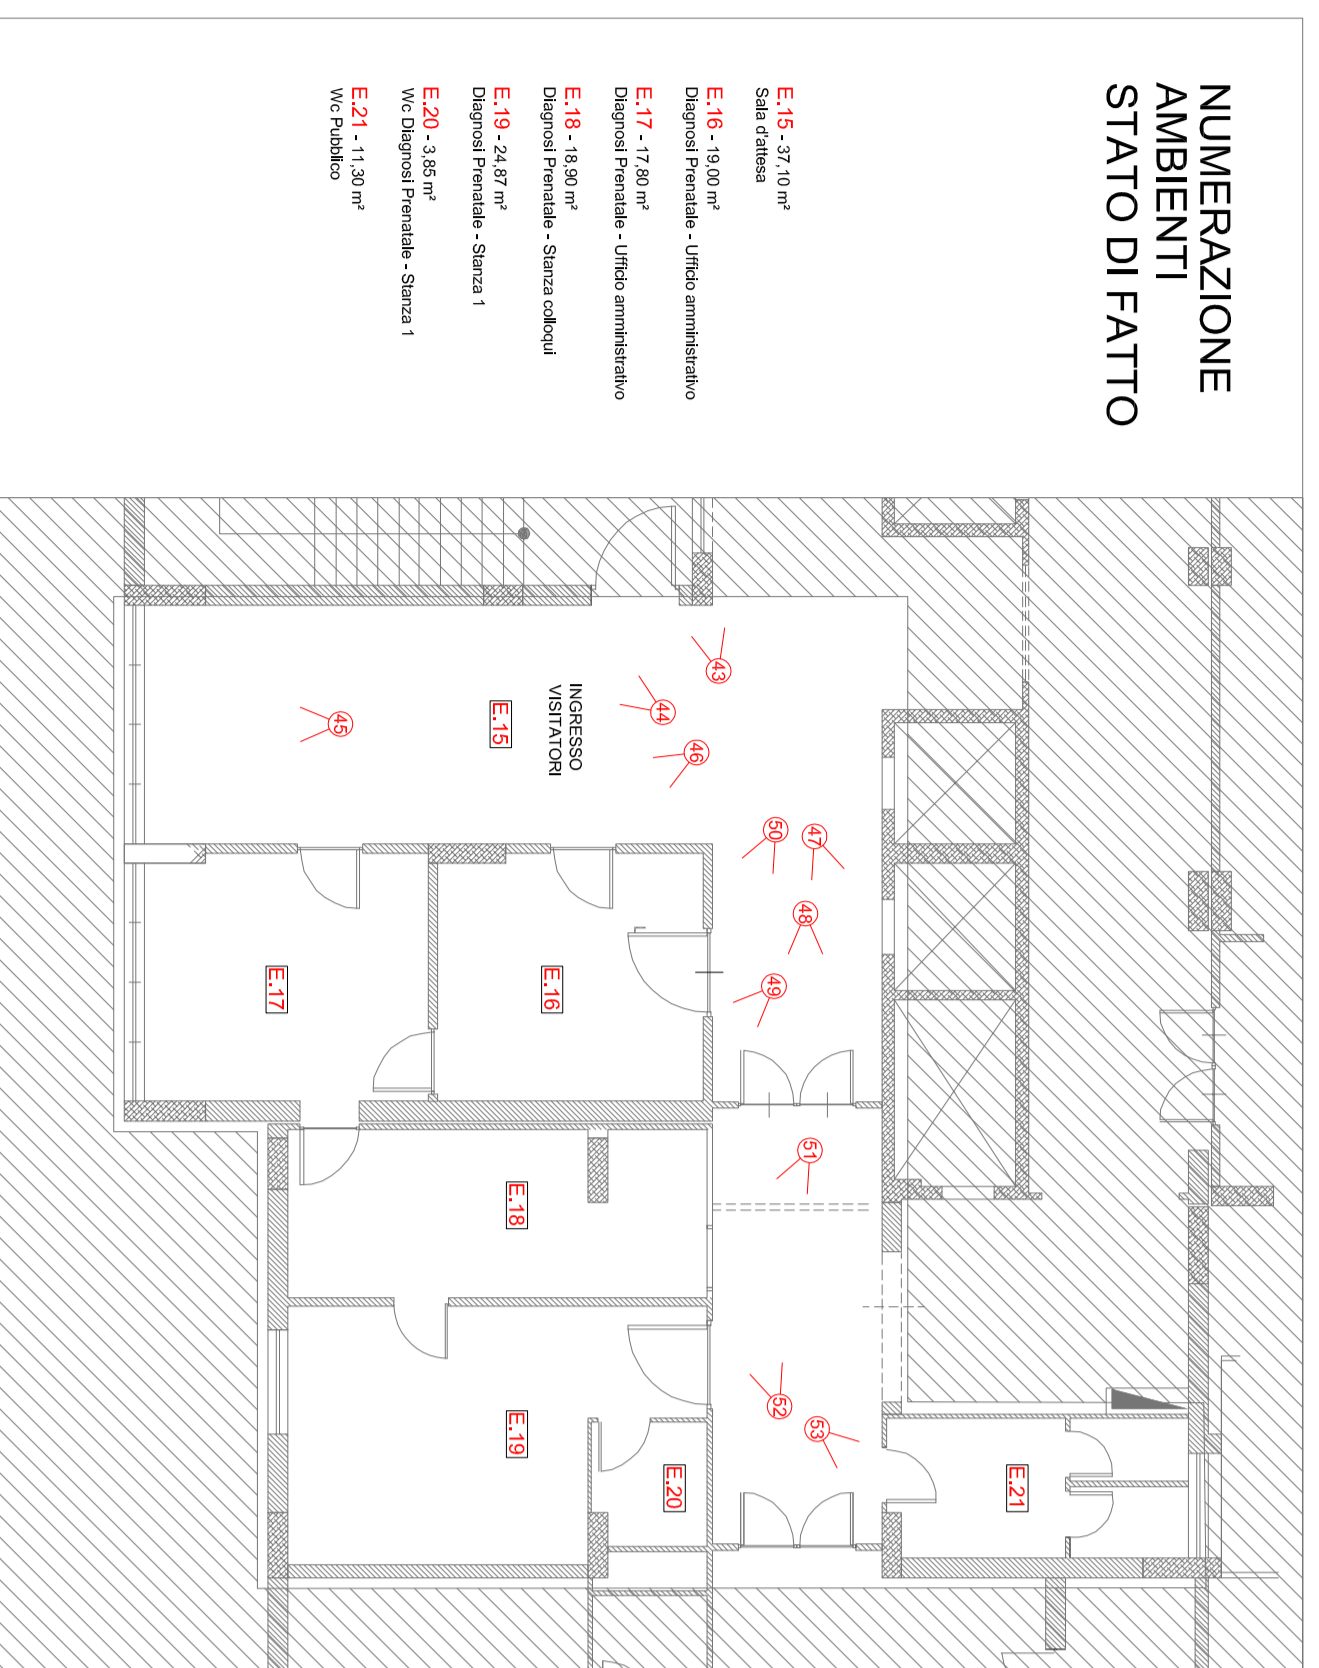 NUMERAZIONE
AMBIENTI
STATO DI FATTO
E.15 - 37,10 m²
Sala d'attesa
E.16 - 19,00 m²
Diagnosi Prenatale - Ufficio amministrativo
E.17 - 17,80 m²
Diagnosi Prenatale - Ufficio amministrativo
E.18 - 18,90 m²
Diagnosi Prenatale - Stanza colloqui
E.19 - 24,87 m²
Diagnosi Prenatale - Stanza 1
E.20 - 3,85 m²
Wc Diagnosi Prenatale - Stanza 1
E.21 - 11,30 m²
Wc Pubblico
43
44
46
INGRESSO
VISITATORI
E.15
45
47
50
48
49
E.16
E.17
51
E.18
52
53
E.19
E.20
E.21